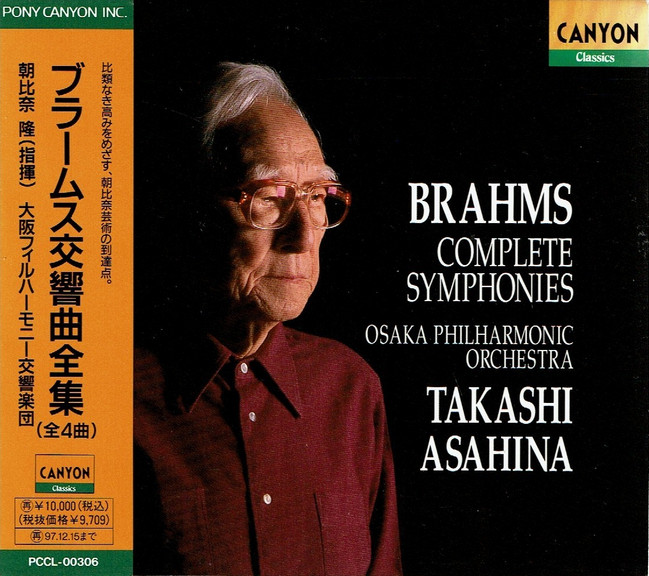 PONY CANYON INC.
比類なき高みをめざす、朝比奈芸術の到達点。
ブラームス交響曲全集
(全4曲)
朝比奈 隆(指揮) 大阪フィルハーモニー交響楽団
CANYON
Classics
再¥10,000(税込)
(税抜価格¥9,709)
再97.12.15まで
PCCL-00306
CANYON
Classics
BRAHMS
COMPLETE
SYMPHONIES
OSAKA PHILHARMONIC
ORCHESTRA
TAKASHI
ASAHINA